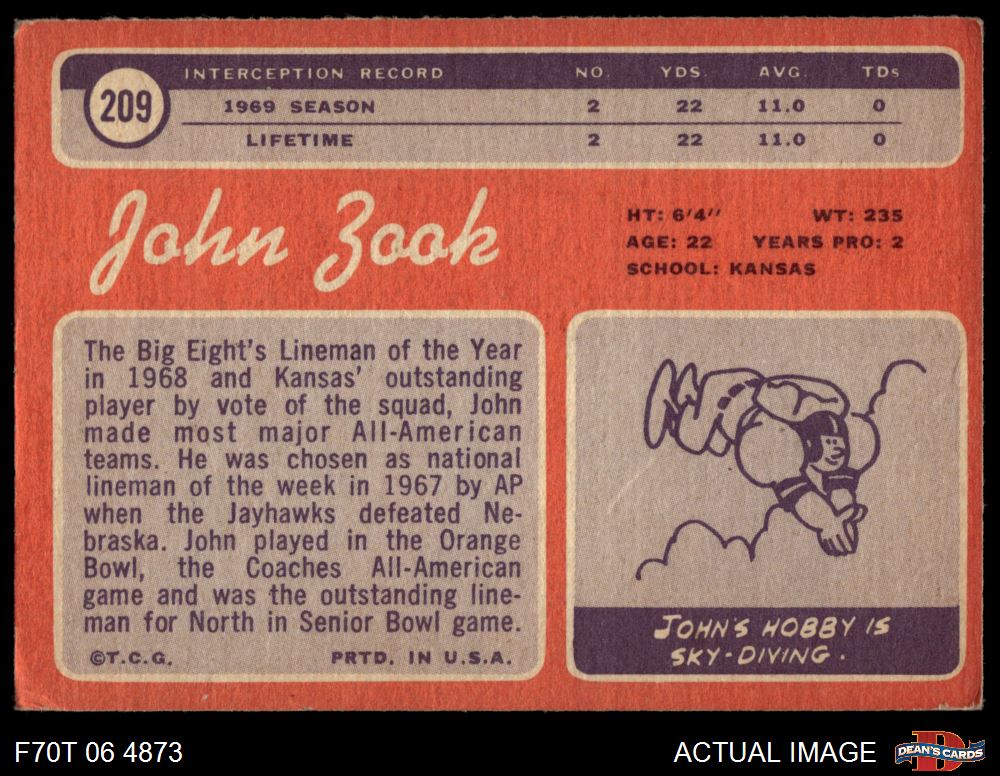 209
INTERCEPTION RECORD NO. YDS. AVG. TDs
1969 SEASON 2 22 11.0 0
LIFETIME 2 22 11.0 0
John Zook
HT: 6'4" WT: 235
AGE: 22 YEARS PRO: 2
SCHOOL: KANSAS
The Big Eight's Lineman of the Year
in 1968 and Kansas' outstanding
player by vote of the squad, John
made most major All-American
teams. He was chosen as national
lineman of the week in 1967 by AP
when the Jayhawks defeated Ne-
braska. John played in the Orange
Bowl, the Coaches All-American
game and was the outstanding line-
man for North in Senior Bowl game.
©T.C.G. PRTD. IN U.S.A.
JOHN'S HOBBY IS
SKY-DIVING.
F70T 06 4873
ACTUAL IMAGE
D
DEAN'S CARDS